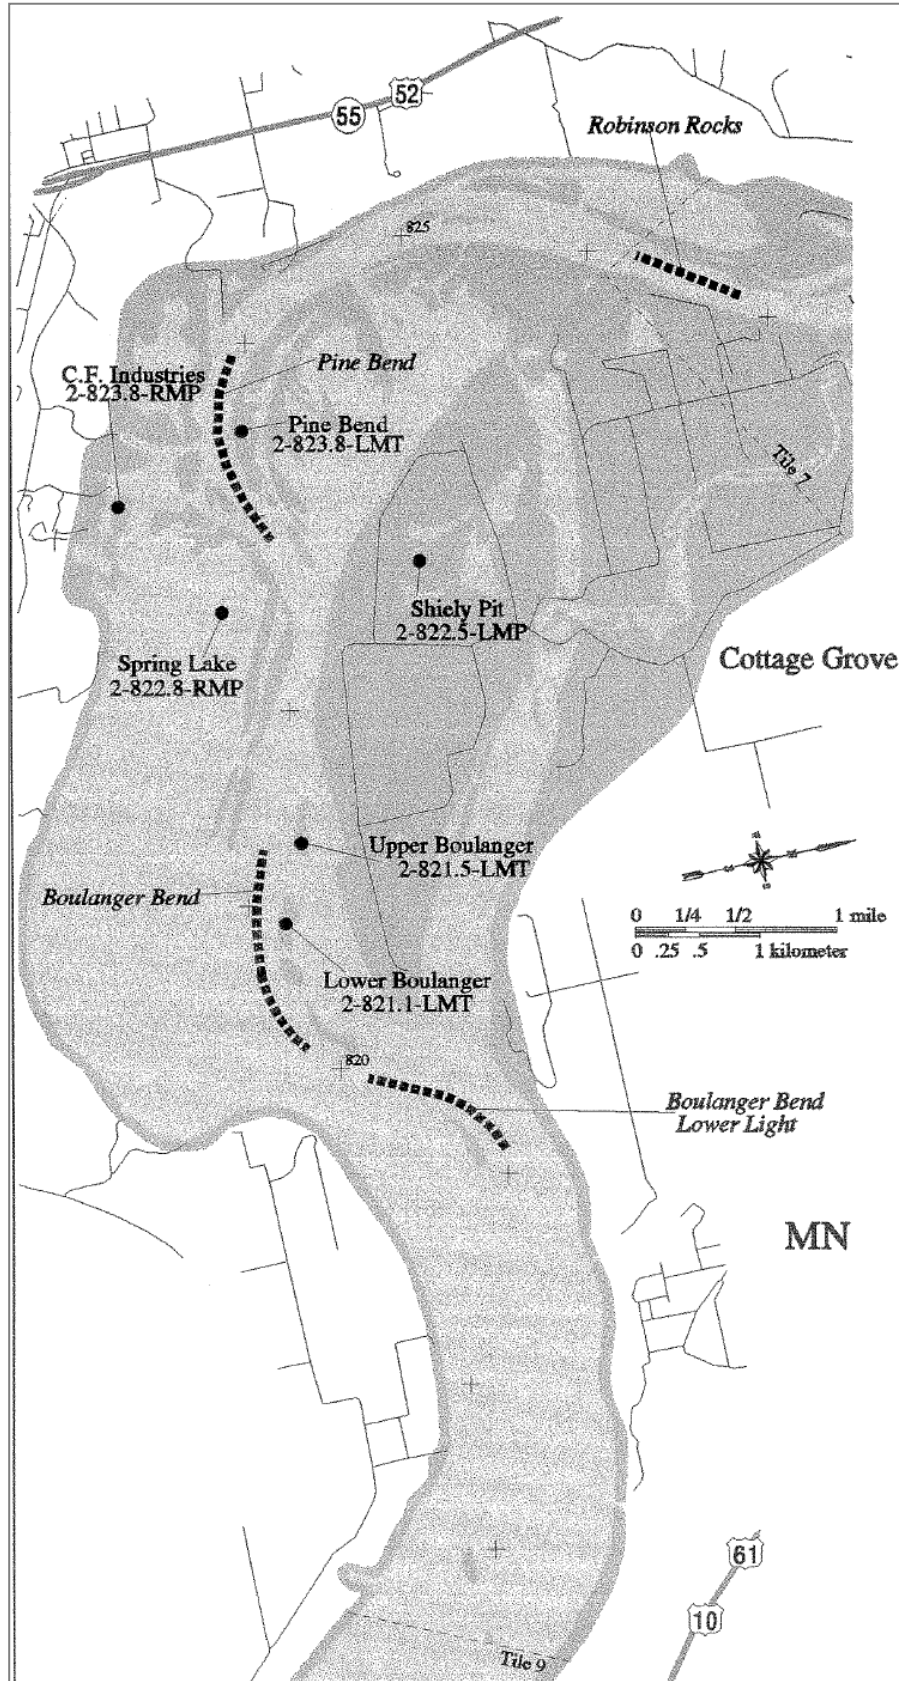 52
55
Robinson Rocks
825
Pine Bend
C.F. Industries
2-823.8-RMP
Pine Bend
2-823.8-LMT
Tile 7
Shiely Pit
2-822.5-LMP
Spring Lake
2-822.8-RMP
Cottage Grove
Upper Boulanger
2-821.5-LMT
Boulanger Bend
0 1/4 1/2 1 mile
0 .25 .5 1 kilometer
Lower Boulanger
2-821.1-LMT
820
Boulanger Bend
Lower Light
MN
61
10
Tile 9